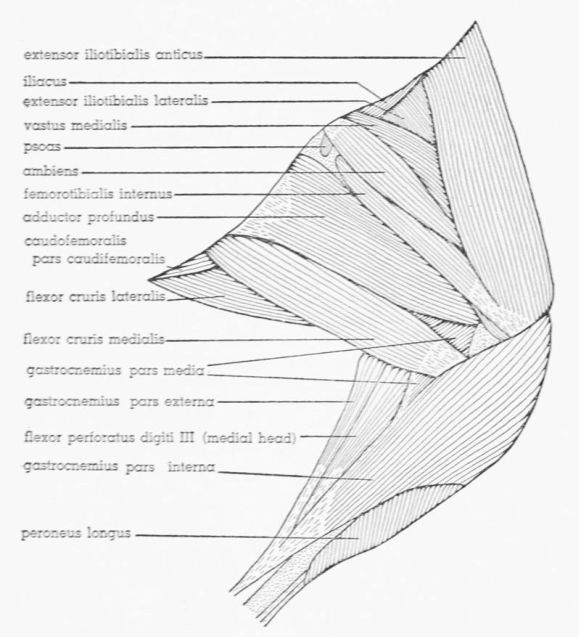 extensor iliotibialis anticus
iliacus
extensor iliotibialis lateralis
vastus medialis
psoas
ambiens
femorotibialis internus
adductor profundus
caudofemoralis
pars caudifemoralis
flexor cruris lateralis
flexor cruris medialis
gastrocnemius pars media
gastrocnemius pars externa
flexor perforatus digiti III (medial head)
gastrocnemius pars interna
peroneus longus